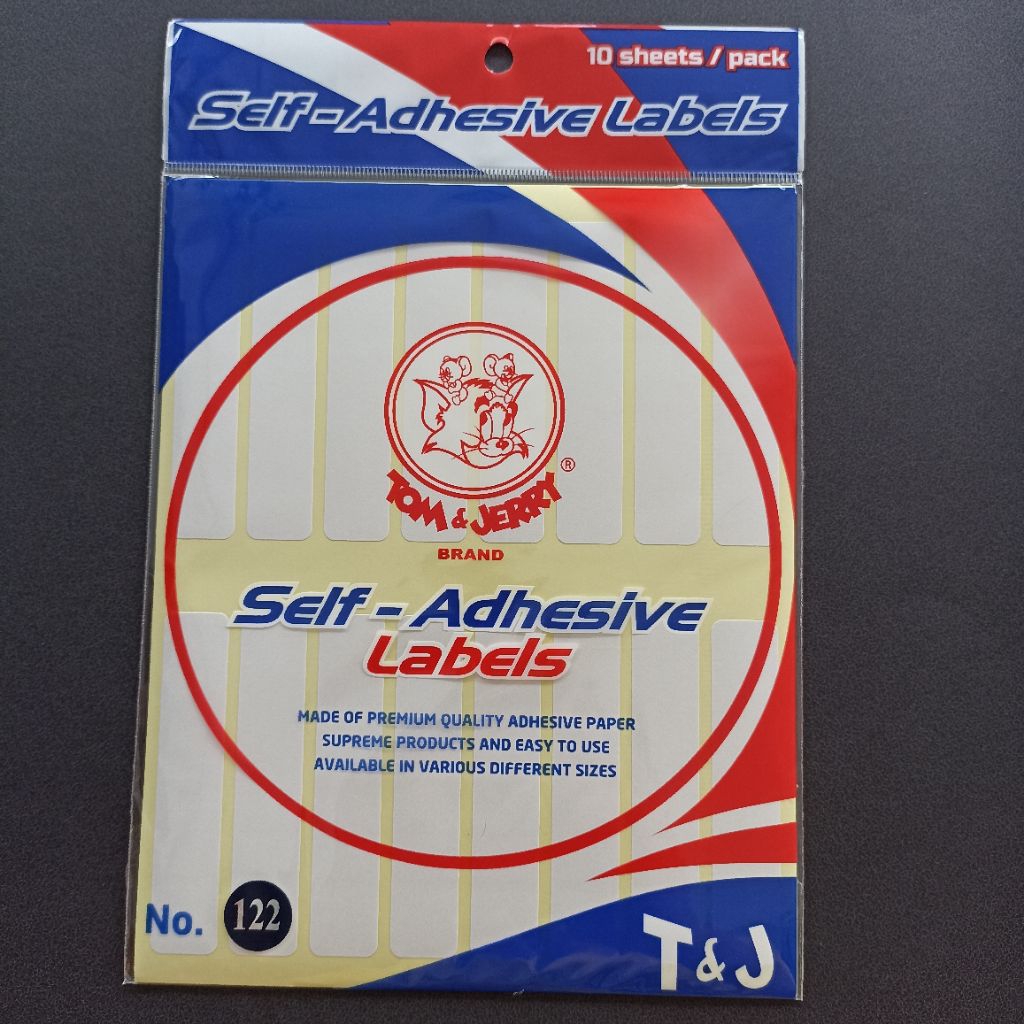 10 sheets / pack
Self - Adhesive Labels
TOM & JERRY ®
BRAND
Self - Adhesive
Labels
MADE OF PREMIUM QUALITY ADHESIVE PAPER
SUPREME PRODUCTS AND EASY TO USE
AVAILABLE IN VARIOUS DIFFERENT SIZES
No. 122
T & J